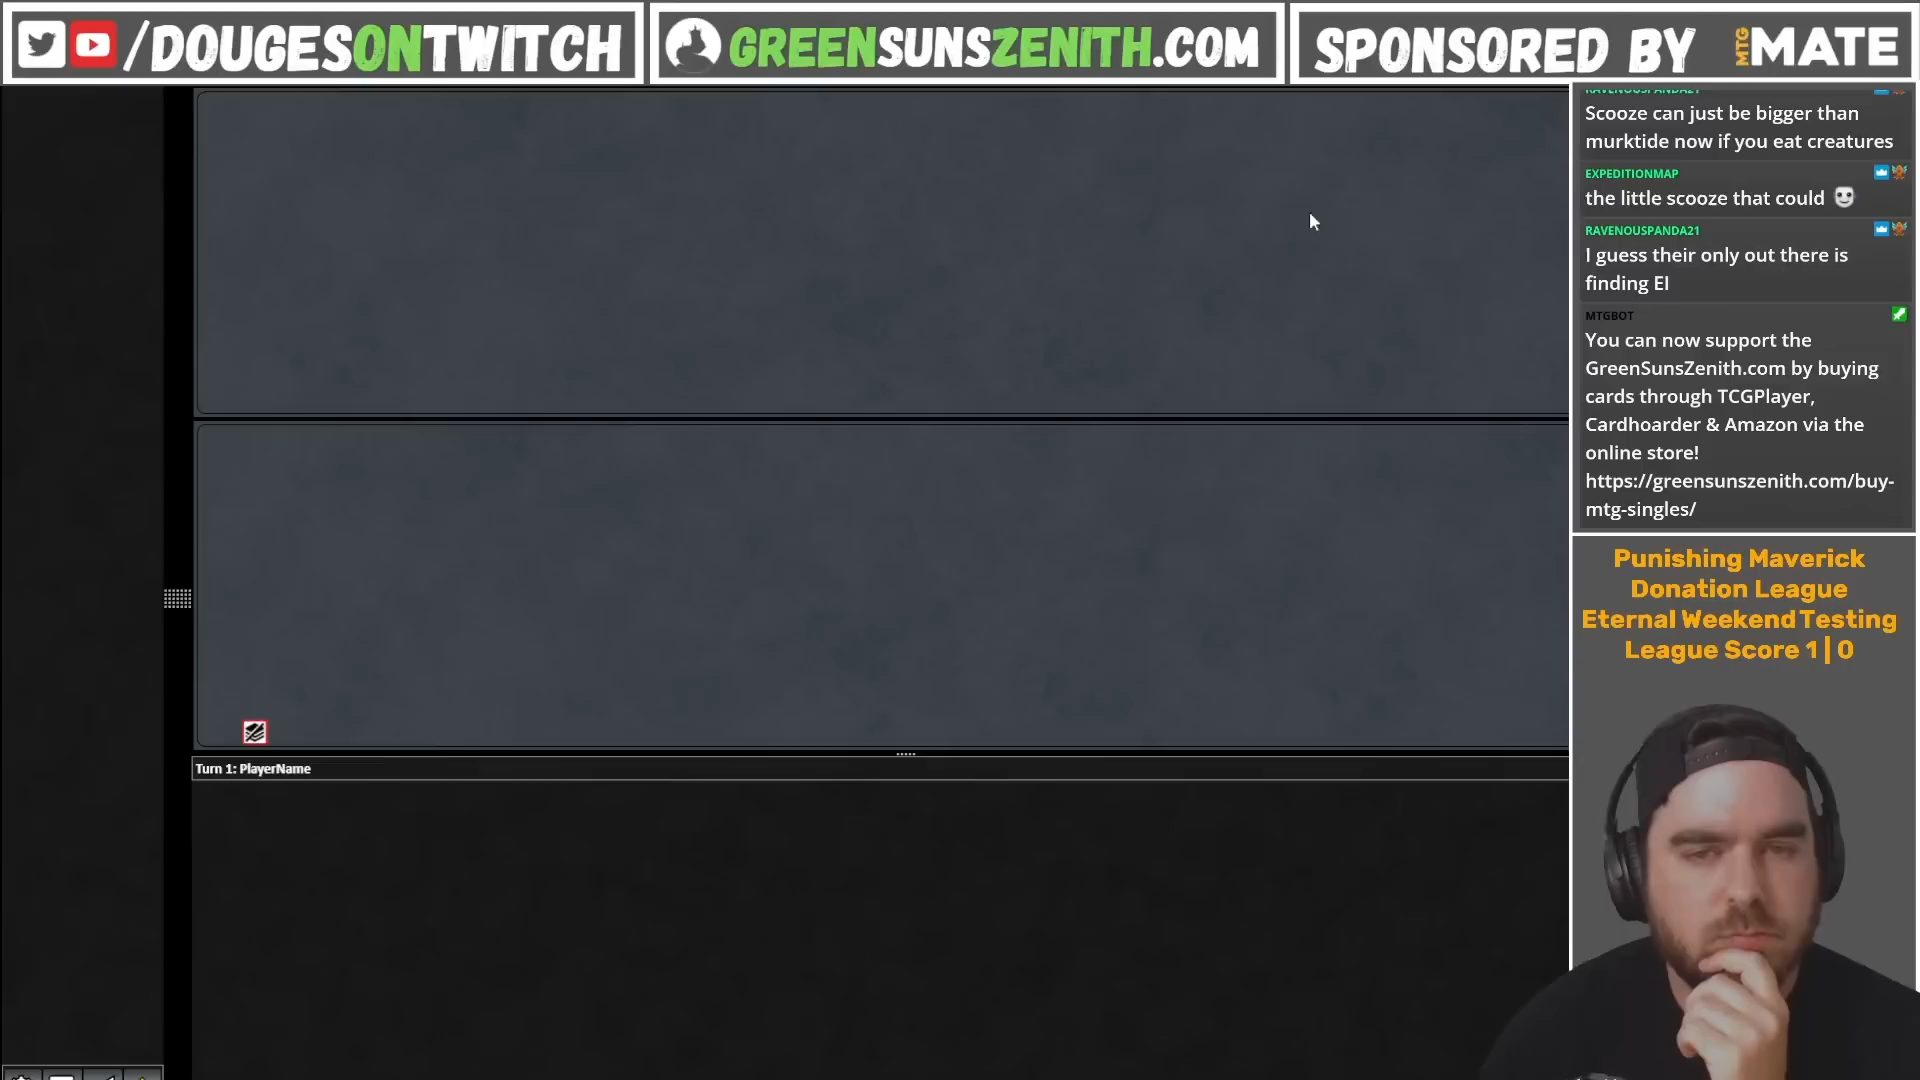 /DOUGESONTWITCH
GREENSUNSZENITH.COM
SPONSORED BY MTG MATE
RAVENOUSPANDA21
Scooze can just be bigger than
murktide now if you eat creatures
EXPEDITIONMAP
the little scooze that could
RAVENOUSPANDA21
I guess their only out there is
finding EI
MTGBOT
You can now support the
GreenSunsZenith.com by buying
cards through TCGPlayer,
Cardhoarder & Amazon via the
online store!
https://greensunszenith.com/buy-
mtg-singles/
Punishing Maverick
Donation League
Eternal Weekend Testing
League Score 1 | 0
Turn 1: PlayerName